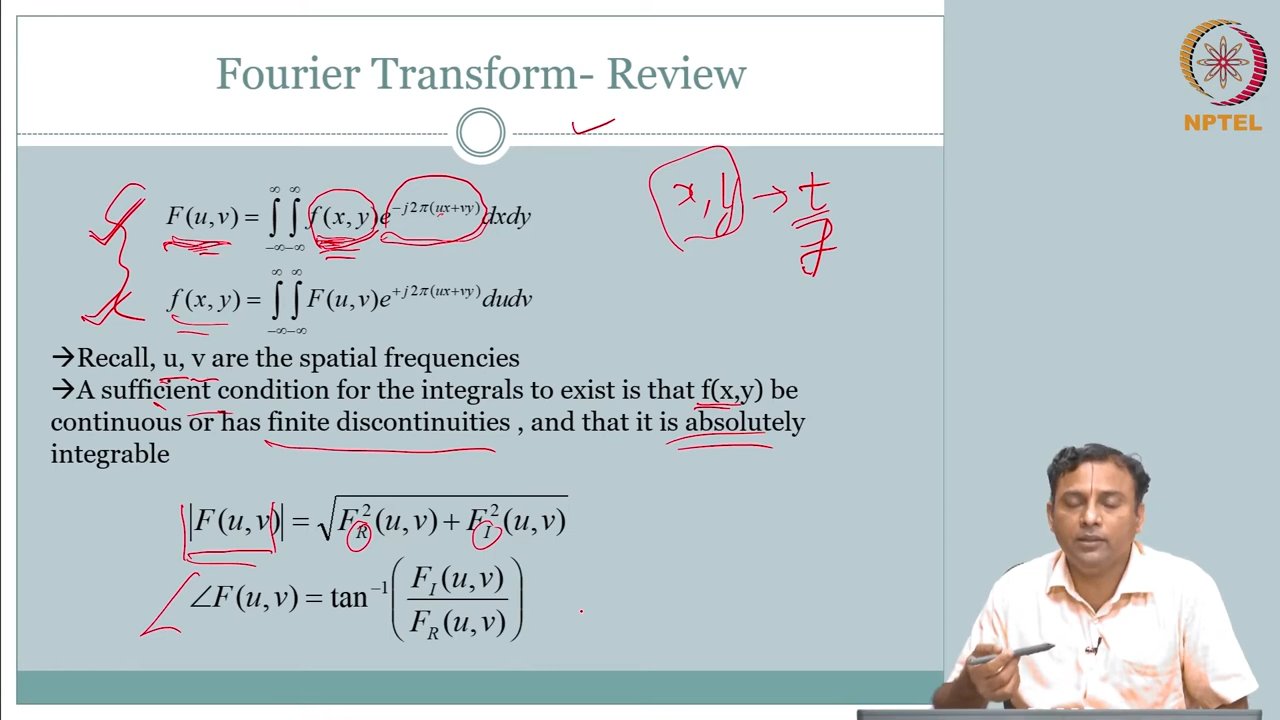 Fourier Transform- Review
NPTEL
F(u,v) = ∫_{-∞}^{∞} ∫_{-∞}^{∞} f(x,y)e^{-j2π(ux+vy)}dxdy
x,y → t
f(x,y) = ∫_{-∞}^{∞} ∫_{-∞}^{∞} F(u,v)e^{+j2π(ux+vy)}dudv
→Recall, u, v are the spatial frequencies
→A sufficient condition for the integrals to exist is that f(x,y) be
continuous or has finite discontinuities , and that it is absolutely
integrable
|F(u,v)| = √(F_R^2(u,v) + F_I^2(u,v))
∠F(u,v) = tan^{-1}(F_I(u,v)/F_R(u,v))